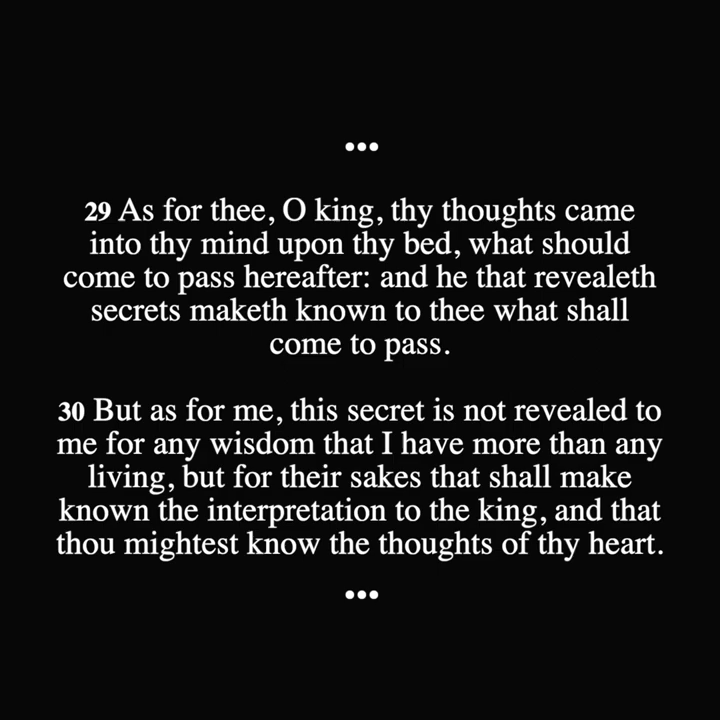 •••
29 As for thee, O king, thy thoughts came
into thy mind upon thy bed, what should
come to pass hereafter: and he that revealeth
secrets maketh known to thee what shall
come to pass.
30 But as for me, this secret is not revealed to
me for any wisdom that I have more than any
living, but for their sakes that shall make
known the interpretation to the king, and that
thou mightest know the thoughts of thy heart.
•••